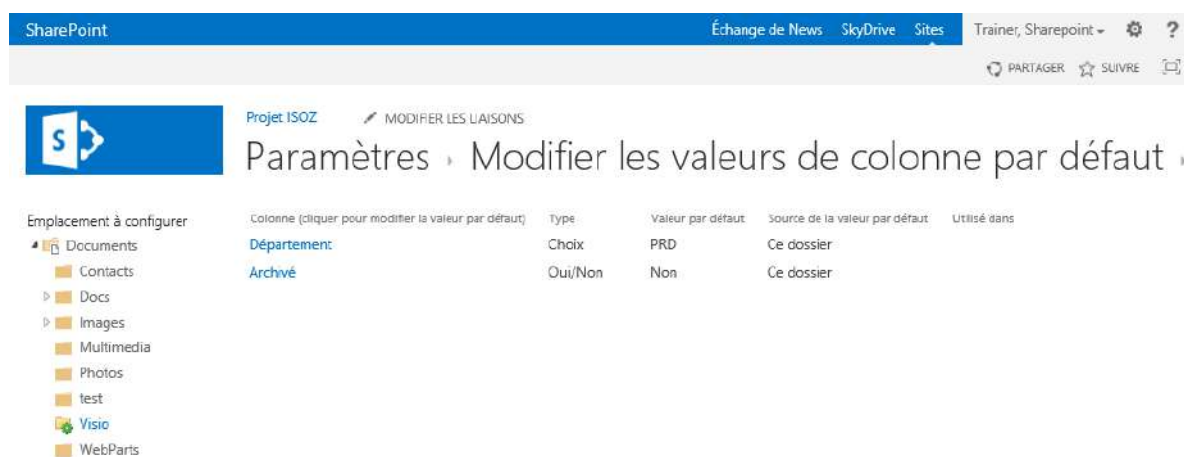 SharePoint Échange de News SkyDrive Sites Trainer, Sharepoint ?
PARTAGER SUIVRE
S
Projet ISOZ MODIFIER LES LIAISONS
Paramètres Modifier les valeurs de colonne par défaut
Emplacement à configurer
Documents
Contacts
Docs
Images
Multimedia
Photos
test
Visio
WebParts
Colonne (cliquer pour modifier la valeur par défaut) Type Valeur par défaut Source de la valeur par défaut Utilisé dans
Département Choix PRD Ce dossier
Archivé Oui/Non Non Ce dossier